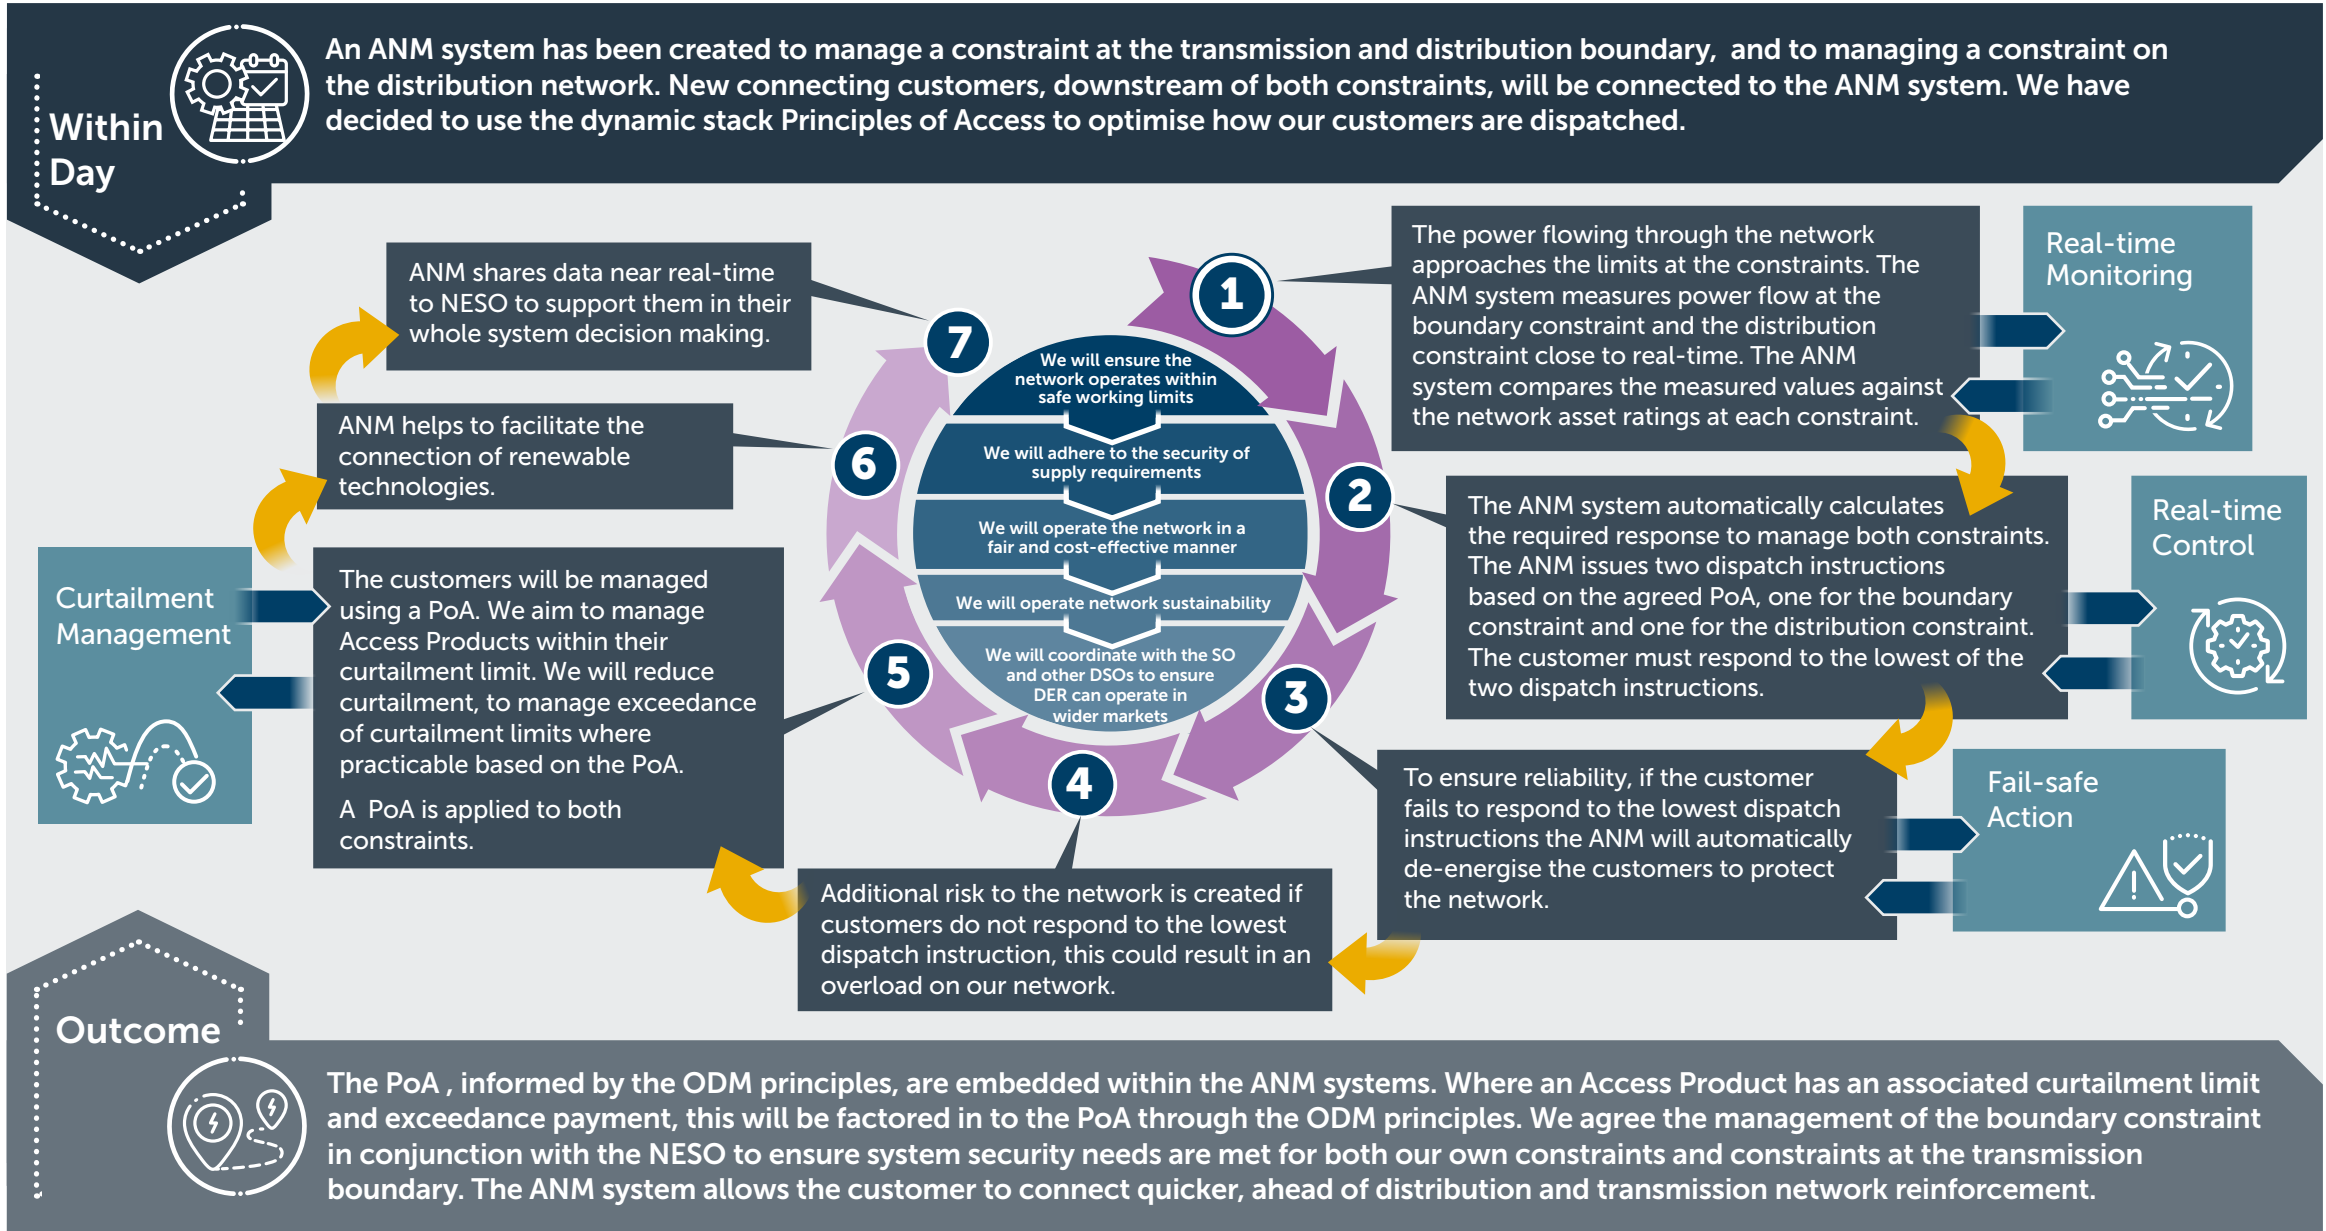 Within
Day
An ANM system has been created to manage a constraint at the transmission and distribution boundary, and to managing a constraint on
the distribution network. New connecting customers, downstream of both constraints, will be connected to the ANM system. We have
decided to use the dynamic stack Principles of Access to optimise how our customers are dispatched.
1
The power flowing through the network
approaches the limits at the constraints. The
ANM system measures power flow at the
boundary constraint and the distribution
constraint close to real-time. The ANM
system compares the measured values against
the network asset ratings at each constraint.
Real-time
Monitoring
2
The ANM system automatically calculates
the required response to manage both constraints.
The ANM issues two dispatch instructions
based on the agreed PoA, one for the boundary
constraint and one for the distribution constraint.
The customer must respond to the lowest of the
two dispatch instructions.
Real-time
Control
3
To ensure reliability, if the customer
fails to respond to the lowest dispatch
instructions the ANM will automatically
de-energise the customers to protect
the network.
Fail-safe
Action
4
Additional risk to the network is created if
customers do not respond to the lowest
dispatch instruction, this could result in an
overload on our network.
5
The customers will be managed
using a PoA. We aim to manage
Access Products within their
curtailment limit. We will reduce
curtailment, to manage exceedance
of curtailment limits where
practicable based on the PoA.
A PoA is applied to both
constraints.
Curtailment
Management
6
ANM helps to facilitate the
connection of renewable
technologies.
7
ANM shares data near real-time
to NESO to support them in their
whole system decision making.
We will ensure the
network operates within
safe working limits
We will adhere to the security of
supply requirements
We will operate the network in a
fair and cost-effective manner
We will operate network sustainability
We will coordinate with the SO
and other DSOs to ensure
DER can operate in
wider markets
Outcome
The PoA , informed by the ODM principles, are embedded within the ANM systems. Where an Access Product has an associated curtailment limit
and exceedance payment, this will be factored in to the PoA through the ODM principles. We agree the management of the boundary constraint
in conjunction with the NESO to ensure system security needs are met for both our own constraints and constraints at the transmission
boundary. The ANM system allows the customer to connect quicker, ahead of distribution and transmission network reinforcement.